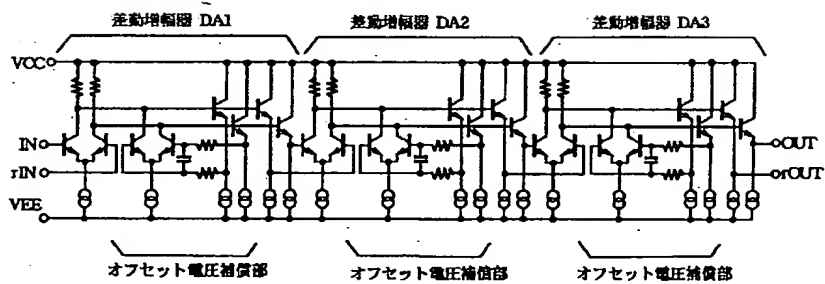 差動増幅器 DA1
差動増幅器 DA2
差動増幅器 DA3
VCC
IN
rIN
VEE
OUT
rOUT
オフセット電圧補償部
オフセット電圧補償部
オフセット電圧補償部